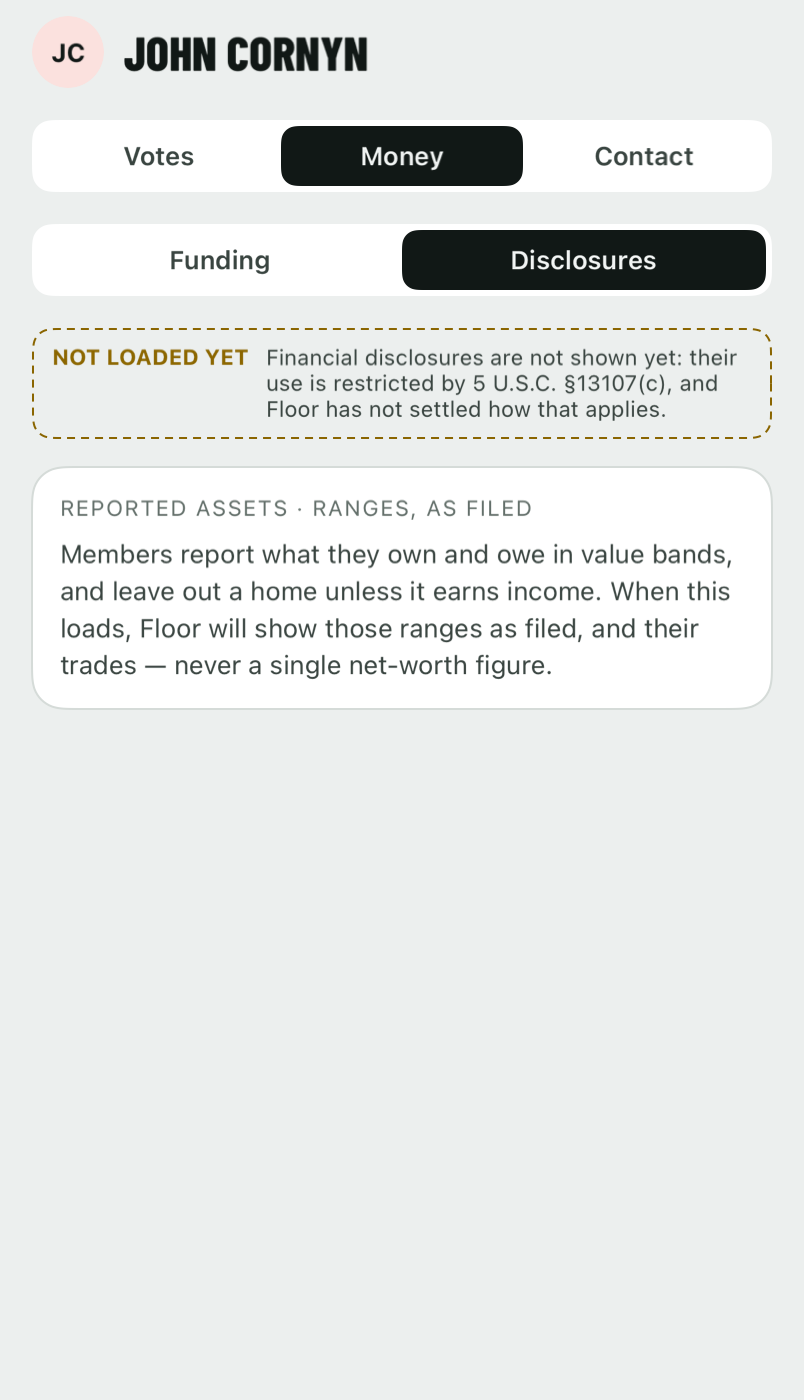 JC
JOHN CORNYN
Votes
Money
Contact
Funding
Disclosures
NOT LOADED YET
Financial disclosures are not shown yet: their
use is restricted by 5 U.S.C. §13107(c), and
Floor has not settled how that applies.
REPORTED ASSETS · RANGES, AS FILED
Members report what they own and owe in value bands,
and leave out a home unless it earns income. When this
loads, Floor will show those ranges as filed, and their
trades — never a single net-worth figure.